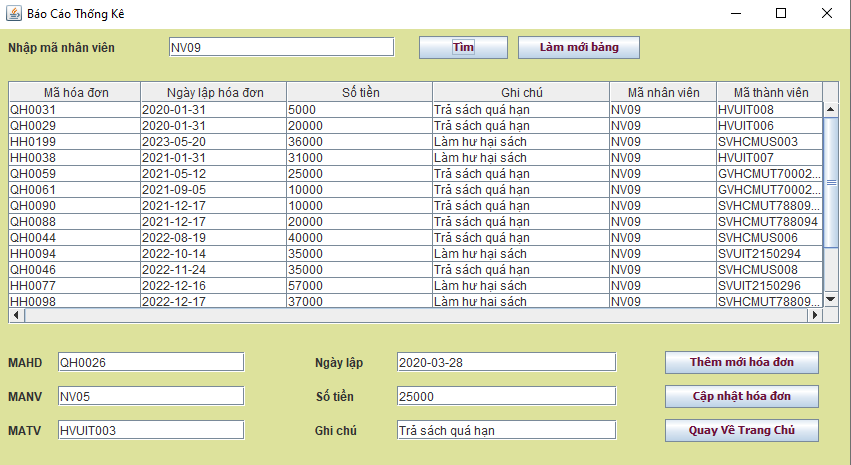 Báo Cáo Thống Kê
Nhập mã nhân viên NV09 Tìm Làm mới bảng
Mã hóa đơn Ngày lập hóa đơn Số tiền Ghi chú Mã nhân viên Mã thành viên
QH0031 2020-01-31 5000 Trả sách quá hạn NV09 HVUIT008
QH0029 2020-01-31 20000 Trả sách quá hạn NV09 HVUIT006
HH0199 2023-05-20 36000 Làm hư hại sách NV09 SVHCMUS003
HH0038 2021-01-31 31000 Làm hư hại sách NV09 HVUIT007
QH0059 2021-05-12 25000 Trả sách quá hạn NV09 GVHCMUT70002...
QH0061 2021-09-05 10000 Trả sách quá hạn NV09 GVHCMUT70002...
QH0090 2021-12-17 10000 Trả sách quá hạn NV09 SVHCMUT78809...
QH0088 2021-12-17 20000 Trả sách quá hạn NV09 SVHCMUT788094
QH0044 2022-08-19 40000 Trả sách quá hạn NV09 SVHCMUS006
HH0094 2022-10-14 35000 Làm hư hại sách NV09 SVUIT2150294
QH0046 2022-11-24 35000 Trả sách quá hạn NV09 SVHCMUS008
HH0077 2022-12-16 57000 Làm hư hại sách NV09 SVUIT2150296
HH0098 2022-12-17 37000 Làm hư hại sách NV09 SVHCMUT78809...
MAHD QH0026 Ngày lập 2020-03-28 Thêm mới hóa đơn
MANV NV05 Số tiền 25000 Cập nhật hóa đơn
MATV HVUIT003 Ghi chú Trả sách quá hạn Quay Về Trang Chủ